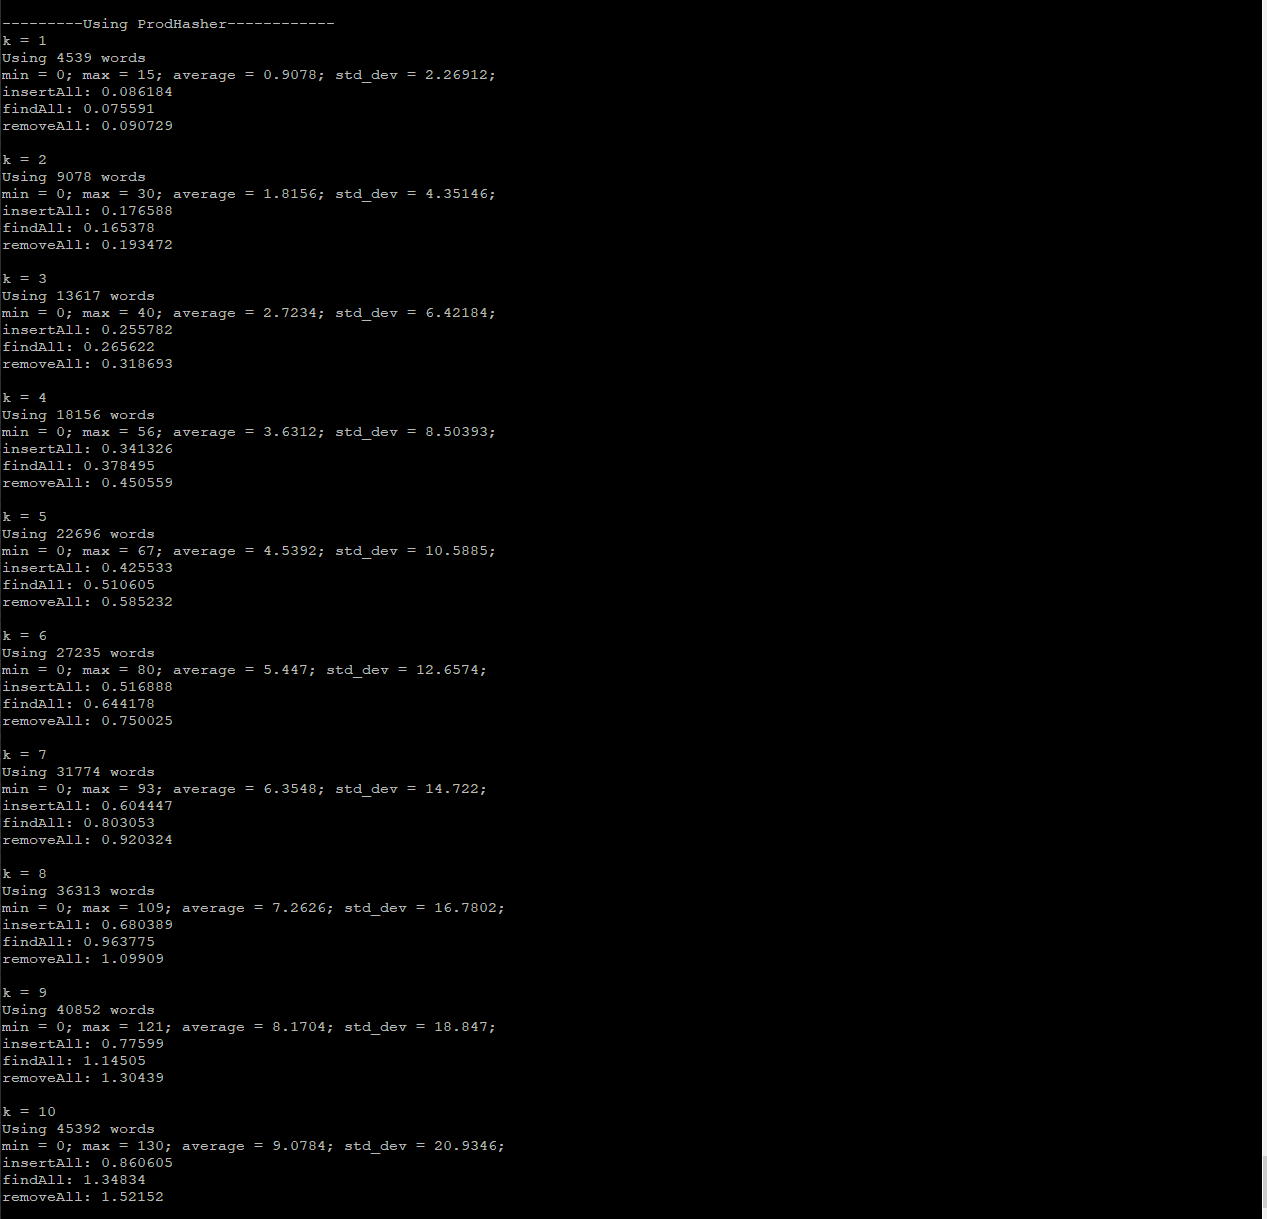 ---------Using ProdHasher------------
k = 1
Using 4539 words
min = 0; max = 15; average = 0.9078; std_dev = 2.26912;
insertAll: 0.086184
findAll: 0.075591
removeAll: 0.090729
k = 2
Using 9078 words
min = 0; max = 30; average = 1.8156; std_dev = 4.35146;
insertAll: 0.176588
findAll: 0.165378
removeAll: 0.193472
k = 3
Using 13617 words
min = 0; max = 40; average = 2.7234; std_dev = 6.42184;
insertAll: 0.255782
findAll: 0.265622
removeAll: 0.318693
k = 4
Using 18156 words
min = 0; max = 56; average = 3.6312; std_dev = 8.50393;
insertAll: 0.341326
findAll: 0.378495
removeAll: 0.450559
k = 5
Using 22696 words
min = 0; max = 67; average = 4.5392; std_dev = 10.5885;
insertAll: 0.425533
findAll: 0.510605
removeAll: 0.585232
k = 6
Using 27235 words
min = 0; max = 80; average = 5.447; std_dev = 12.6574;
insertAll: 0.516888
findAll: 0.644178
removeAll: 0.750025
k = 7
Using 31774 words
min = 0; max = 93; average = 6.3548; std_dev = 14.722;
insertAll: 0.604447
findAll: 0.803053
removeAll: 0.920324
k = 8
Using 36313 words
min = 0; max = 109; average = 7.2626; std_dev = 16.7802;
insertAll: 0.680389
findAll: 0.963775
removeAll: 1.09909
k = 9
Using 40852 words
min = 0; max = 121; average = 8.1704; std_dev = 18.847;
insertAll: 0.77599
findAll: 1.14505
removeAll: 1.30439
k = 10
Using 45392 words
min = 0; max = 130; average = 9.0784; std_dev = 20.9346;
insertAll: 0.860605
findAll: 1.34834
removeAll: 1.52152